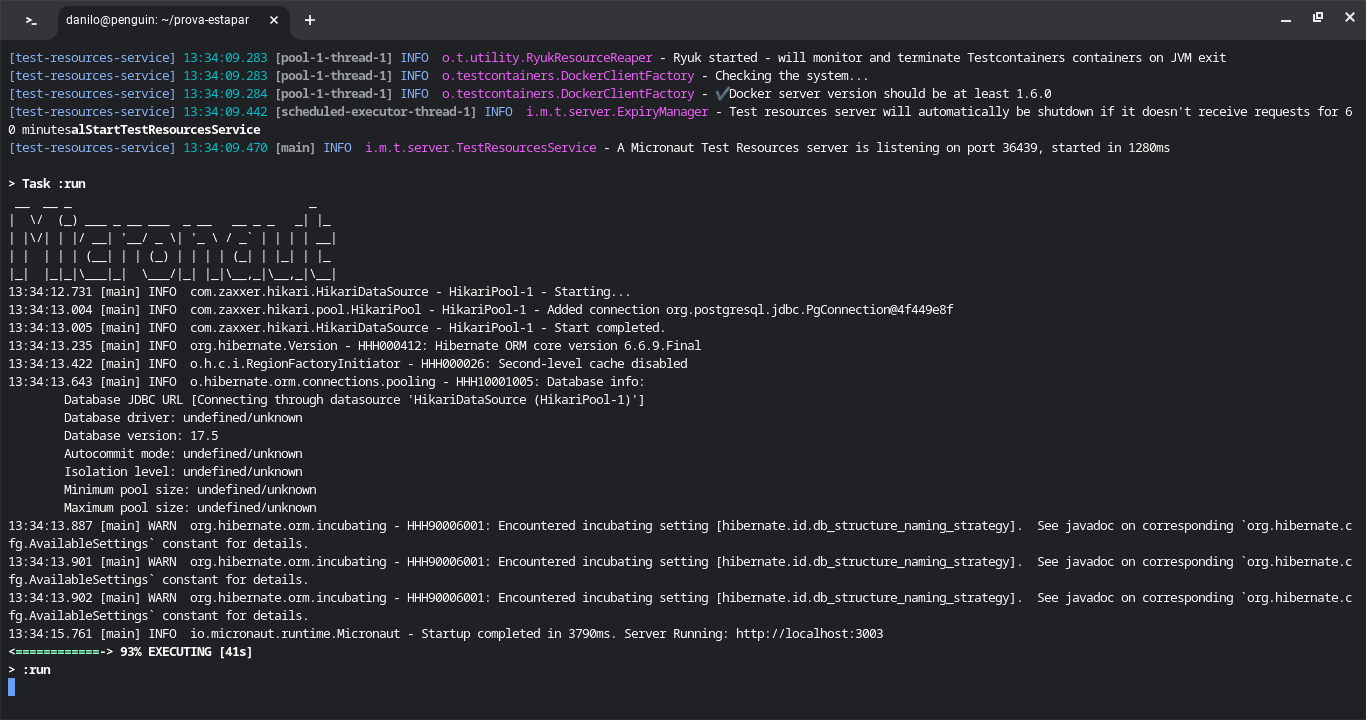 danilo@penguin: ~/prova-estapar
[test-resources-service] 13:34:09.283 [pool-1-thread-1] INFO  o.t.utility.RyukResourceReaper - Ryuk started - will monitor and terminate Testcontainers containers on JVM exit
[test-resources-service] 13:34:09.283 [pool-1-thread-1] INFO  o.testcontainers.DockerClientFactory - Checking the system...
[test-resources-service] 13:34:09.284 [pool-1-thread-1] INFO  o.testcontainers.DockerClientFactory - ✔Docker server version should be at least 1.6.0
[test-resources-service] 13:34:09.442 [scheduled-executor-thread-1] INFO  i.m.t.server.ExpiryManager - Test resources server will automatically be shutdown if it doesn't receive requests for 6
0 minutesalStartTestResourcesService
[test-resources-service] 13:34:09.470 [main] INFO  i.m.t.server.TestResourcesService - A Micronaut Test Resources server is listening on port 36439, started in 1280ms
> Task :run
 __  __ _                                  _
|  \/  (_) ___ _ __ ___  _ __   __ _ _   _| |_
| |\/| | |/ __| '__/ _ \| '_ \ / _` | | | | __|
| |  | | | (__| | | (_) | | | | (_| | |_| | |_
|_|  |_|_|\___|_|  \___/|_| |_|\__,_|\__,_|\__|
13:34:12.731 [main] INFO  com.zaxxer.hikari.HikariDataSource - HikariPool-1 - Starting...
13:34:13.004 [main] INFO  com.zaxxer.hikari.pool.HikariPool - HikariPool-1 - Added connection org.postgresql.jdbc.PgConnection@4f449e8f
13:34:13.005 [main] INFO  com.zaxxer.hikari.HikariDataSource - HikariPool-1 - Start completed.
13:34:13.235 [main] INFO  org.hibernate.Version - HHH000412: Hibernate ORM core version 6.6.9.Final
13:34:13.422 [main] INFO  o.h.c.i.RegionFactoryInitiator - HHH000026: Second-level cache disabled
13:34:13.643 [main] INFO  o.hibernate.orm.connections.pooling - HHH10001005: Database info:
        Database JDBC URL [Connecting through datasource 'HikariDataSource (HikariPool-1)']
        Database driver: undefined/unknown
        Database version: 17.5
        Autocommit mode: undefined/unknown
        Isolation level: undefined/unknown
        Minimum pool size: undefined/unknown
        Maximum pool size: undefined/unknown
13:34:13.887 [main] WARN  org.hibernate.orm.incubating - HHH90006001: Encountered incubating setting [hibernate.id.db_structure_naming_strategy].  See javadoc on corresponding `org.hibernate.c
fg.AvailableSettings` constant for details.
13:34:13.901 [main] WARN  org.hibernate.orm.incubating - HHH90006001: Encountered incubating setting [hibernate.id.db_structure_naming_strategy].  See javadoc on corresponding `org.hibernate.c
fg.AvailableSettings` constant for details.
13:34:13.902 [main] WARN  org.hibernate.orm.incubating - HHH90006001: Encountered incubating setting [hibernate.id.db_structure_naming_strategy].  See javadoc on corresponding `org.hibernate.c
fg.AvailableSettings` constant for details.
13:34:15.761 [main] INFO  io.micronaut.runtime.Micronaut - Startup completed in 3790ms. Server Running: http://localhost:3003
<============-> 93% EXECUTING [41s]
> :run